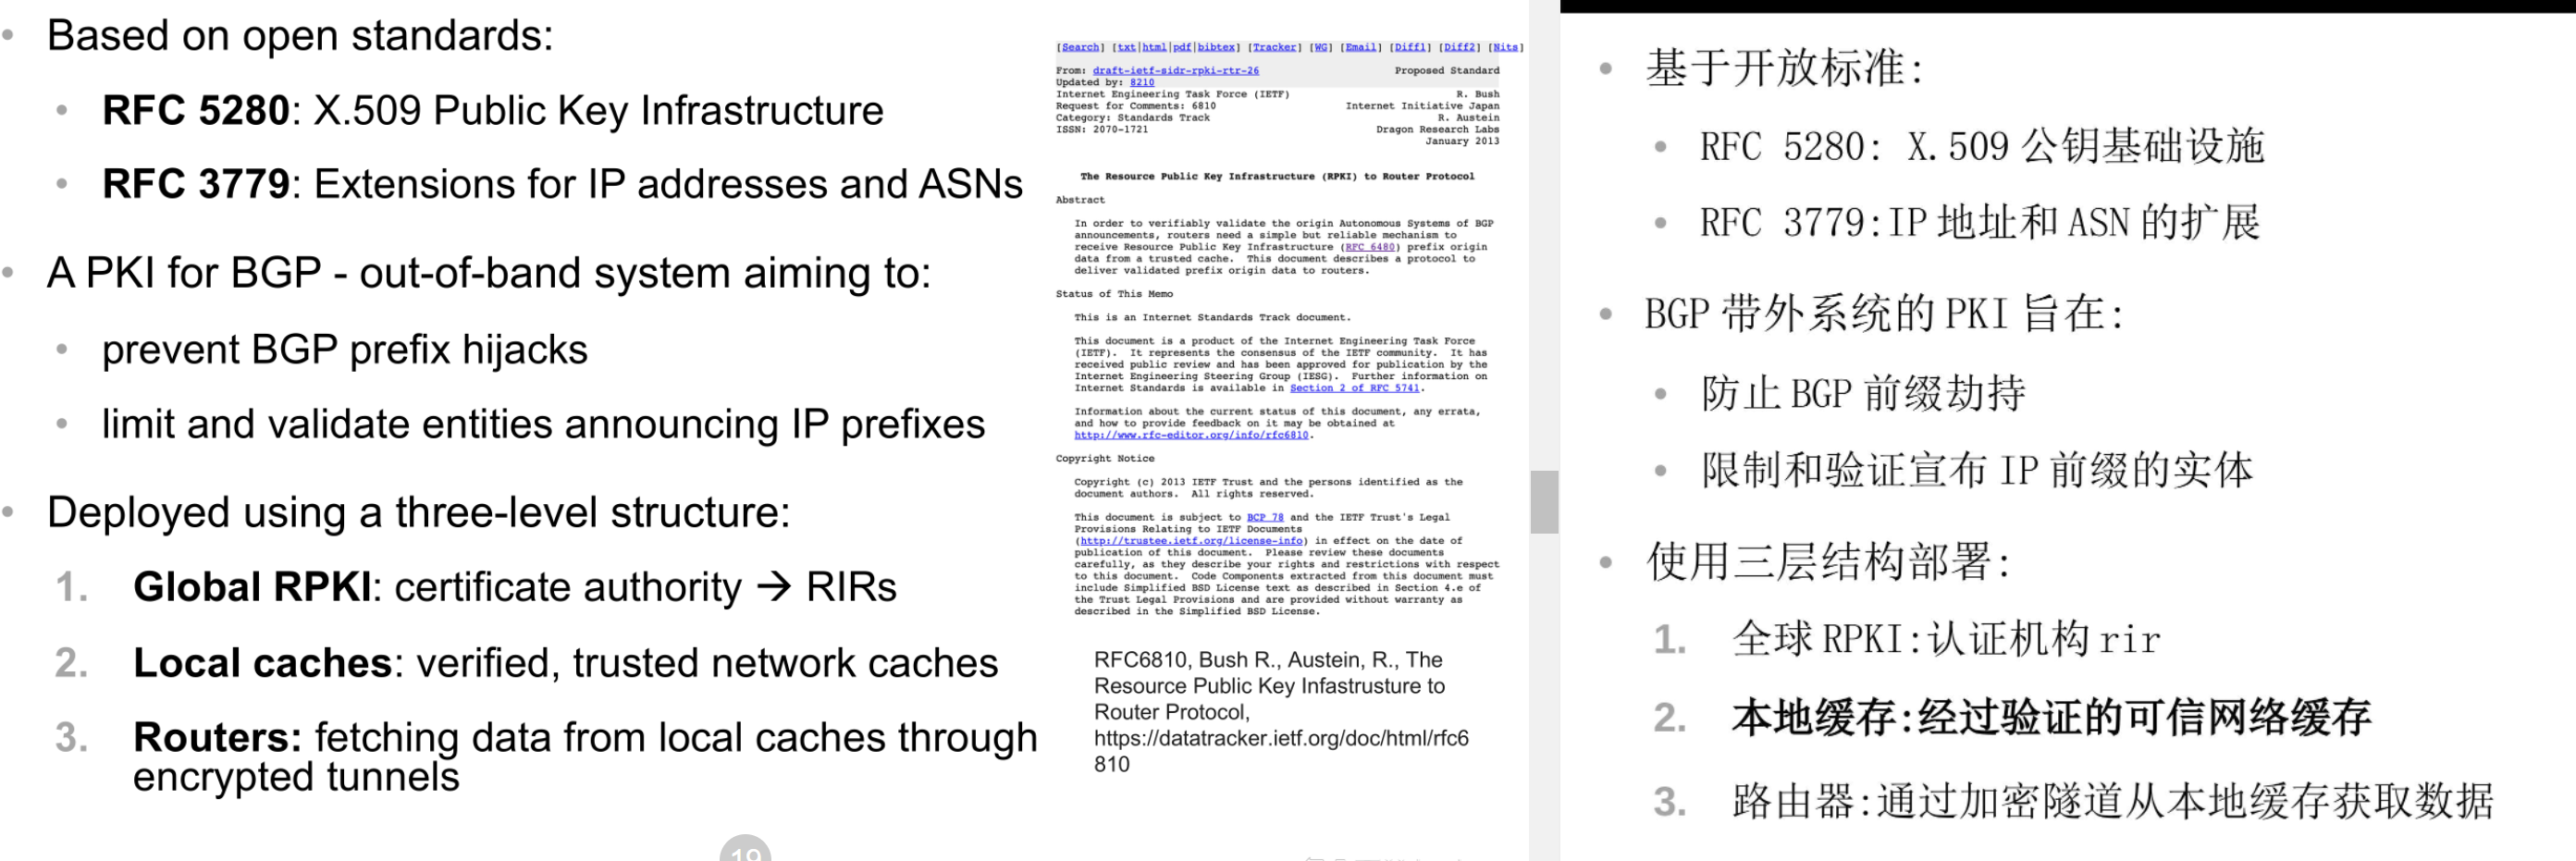 Based on open standards:
RFC 5280: X.509 Public Key Infrastructure
RFC 3779: Extensions for IP addresses and ASNs
A PKI for BGP - out-of-band system aiming to:
prevent BGP prefix hijacks
limit and validate entities announcing IP prefixes
Deployed using a three-level structure:
1. Global RPKI: certificate authority → RIRs
2. Local caches: verified, trusted network caches
3. Routers: fetching data from local caches through
encrypted tunnels
19
[Search] [txt|html|pdf|bibtex] [Tracker] [WG] [Email] [Diff1] [Diff2] [Nits]
From: draft-ietf-sidr-rpki-rtr-26 Proposed Standard
Updated by: 8210
Internet Engineering Task Force (IETF) R. Bush
Request for Comments: 6810 Internet Initiative Japan
Category: Standards Track R. Austein
ISSN: 2070-1721 Dragon Research Labs
January 2013
The Resource Public Key Infrastructure (RPKI) to Router Protocol
Abstract
In order to verifiably validate the origin Autonomous Systems of BGP
announcements, routers need a simple but reliable mechanism to
receive Resource Public Key Infrastructure (RFC 6480) prefix origin
data from a trusted cache. This document describes a protocol to
deliver validated prefix origin data to routers.
Status of This Memo
This is an Internet Standards Track document.
This document is a product of the Internet Engineering Task Force
(IETF). It represents the consensus of the IETF community. It has
received public review and has been approved for publication by the
Internet Engineering Steering Group (IESG). Further information on
Internet Standards is available in Section 2 of RFC 5741.
Information about the current status of this document, any errata,
and how to provide feedback on it may be obtained at
http://www.rfc-editor.org/info/rfc6810.
Copyright Notice
Copyright (c) 2013 IETF Trust and the persons identified as the
document authors. All rights reserved.
This document is subject to BCP 78 and the IETF Trust's Legal
Provisions Relating to IETF Documents
(http://trustee.ietf.org/license-info) in effect on the date of
publication of this document. Please review these documents
carefully, as they describe your rights and restrictions with respect
to this document. Code Components extracted from this document must
include Simplified BSD License text as described in Section 4.e of
the Trust Legal Provisions and are provided without warranty as
described in the Simplified BSD License.
RFC6810, Bush R., Austein, R., The
Resource Public Key Infastrusture to
Router Protocol,
https://datatracker.ietf.org/doc/html/rfc6
810
基于开放标准:
RFC 5280: X.509 公钥基础设施
RFC 3779:IP 地址和 ASN 的扩展
BGP 带外系统的 PKI 旨在:
防止 BGP 前缀劫持
限制和验证宣布 IP 前缀的实体
使用三层结构部署:
1. 全球 RPKI:认证机构 rir
2. 本地缓存:经过验证的可信网络缓存
3. 路由器:通过加密隧道从本地缓存获取数据